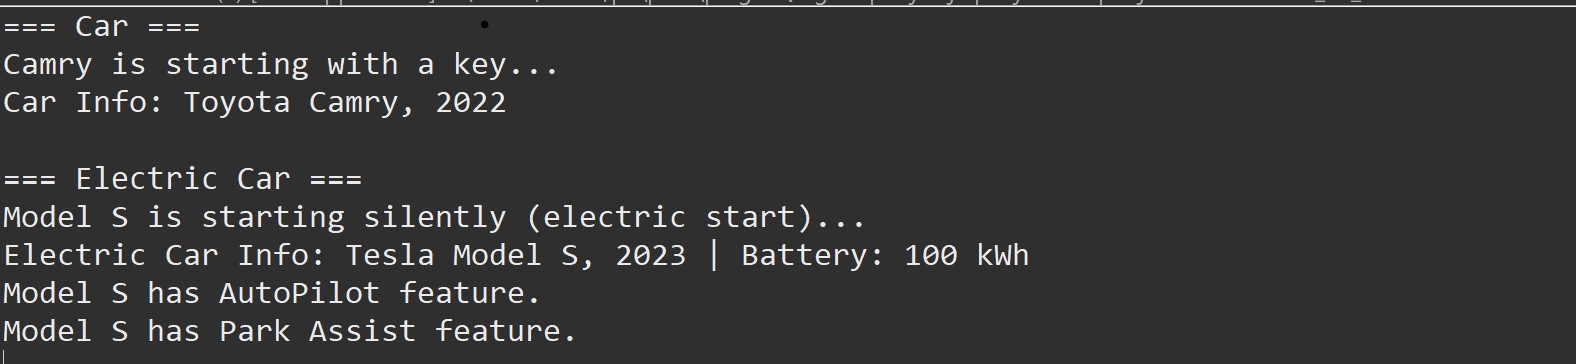 === Car ===
Camry is starting with a key...
Car Info: Toyota Camry, 2022
=== Electric Car ===
Model S is starting silently (electric start)...
Electric Car Info: Tesla Model S, 2023 | Battery: 100 kWh
Model S has AutoPilot feature.
Model S has Park Assist feature.